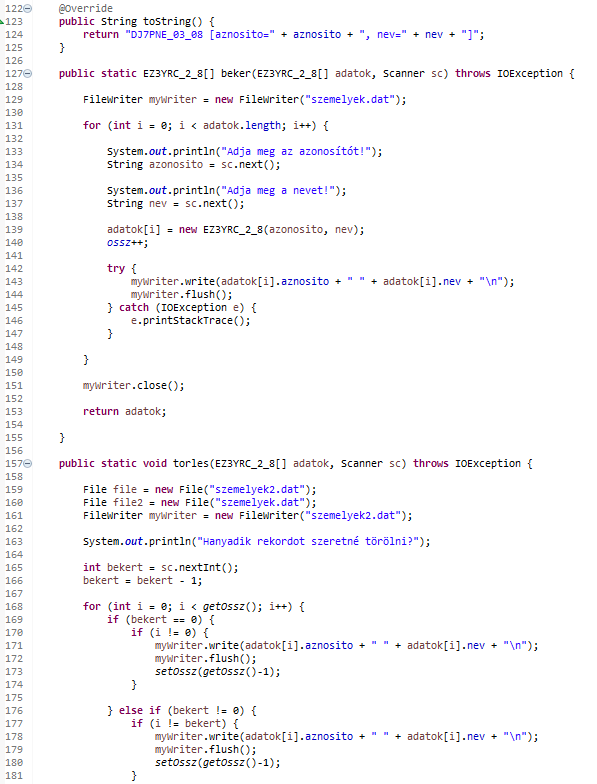 122 @Override
123 public String toString() {
124 return "DJ7PNE_03_08 [aznosito=" + aznosito + ", nev=" + nev + "]";
125 }
126
127 public static EZ3YRC_2_8[] beker(EZ3YRC_2_8[] adatok, Scanner sc) throws IOException {
128
129 FileWriter myWriter = new FileWriter("szemelyek.dat");
130
131 for (int i = 0; i < adatok.length; i++) {
132
133 System.out.println("Adja meg az azonosítót!");
134 String azonosito = sc.next();
135
136 System.out.println("Adja meg a nevet!");
137 String nev = sc.next();
138
139 adatok[i] = new EZ3YRC_2_8(azonosito, nev);
140 ossz++;
141
142 try {
143 myWriter.write(adatok[i].aznosito + " " + adatok[i].nev + "\n");
144 myWriter.flush();
145 } catch (IOException e) {
146 e.printStackTrace();
147 }
148
149 }
150
151 myWriter.close();
152
153 return adatok;
154
155 }
156
157 public static void torles(EZ3YRC_2_8[] adatok, Scanner sc) throws IOException {
158
159 File file = new File("szemelyek2.dat");
160 File file2 = new File("szemelyek.dat");
161 FileWriter myWriter = new FileWriter("szemelyek2.dat");
162
163 System.out.println("Hanyadik rekordot szeretné törölni?");
164
165 int bekert = sc.nextInt();
166 bekert = bekert - 1;
167
168 for (int i = 0; i < getOssz(); i++) {
169 if (bekert == 0) {
170 if (i != 0) {
171 myWriter.write(adatok[i].aznosito + " " + adatok[i].nev + "\n");
172 myWriter.flush();
173 setOssz(getOssz()-1);
174 }
175
176 } else if (bekert != 0) {
177 if (i != bekert) {
178 myWriter.write(adatok[i].aznosito + " " + adatok[i].nev + "\n");
179 myWriter.flush();
180 setOssz(getOssz()-1);
181 }